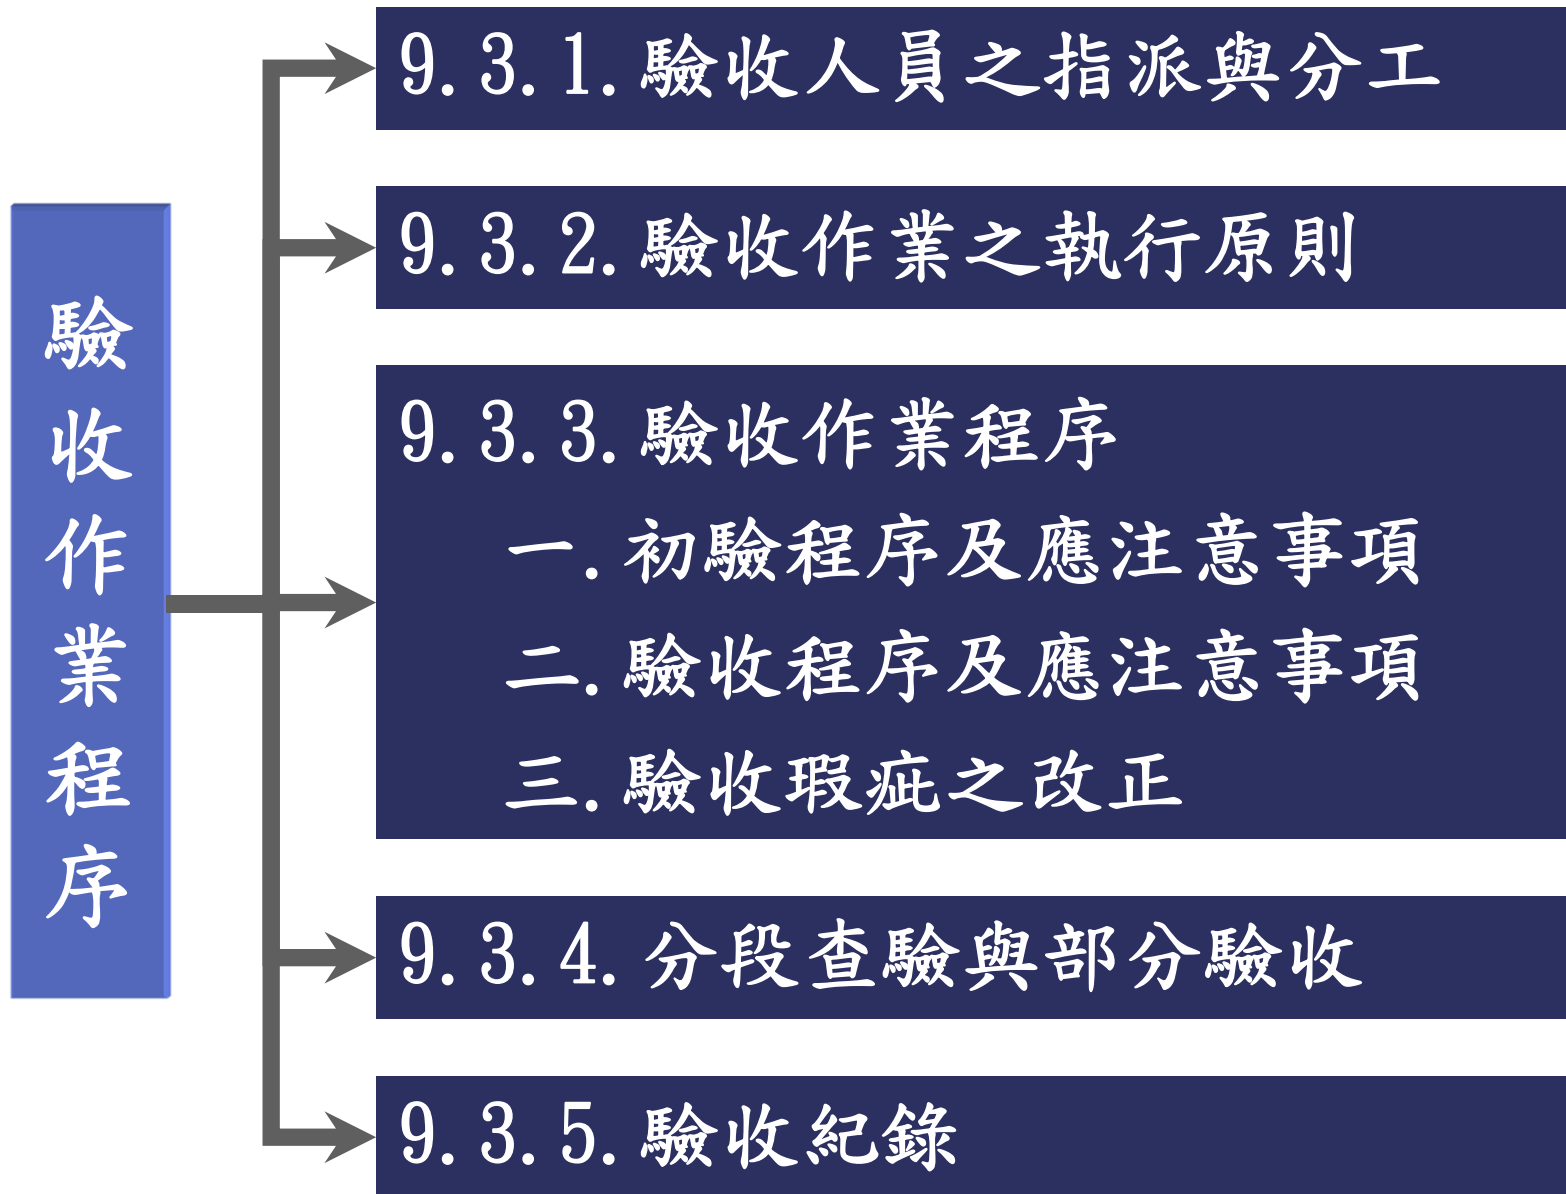 驗收作業程序
9.3.1.驗收人員之指派與分工
9.3.2.驗收作業之執行原則
9.3.3.驗收作業程序
一.初驗程序及應注意事項
二.驗收程序及應注意事項
三.驗收瑕疵之改正
9.3.4.分段查驗與部分驗收
9.3.5.驗收紀錄